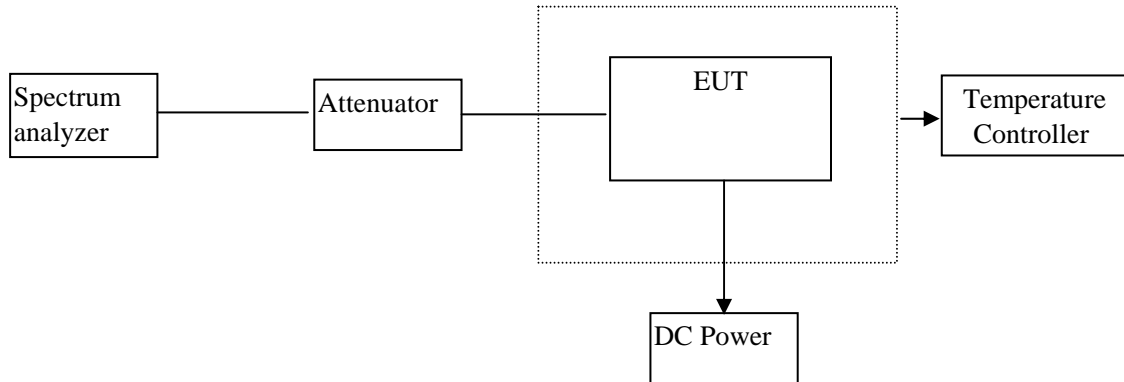 Spectrum
analyzer
Attenuator
EUT
Temperature
Controller
DC Power